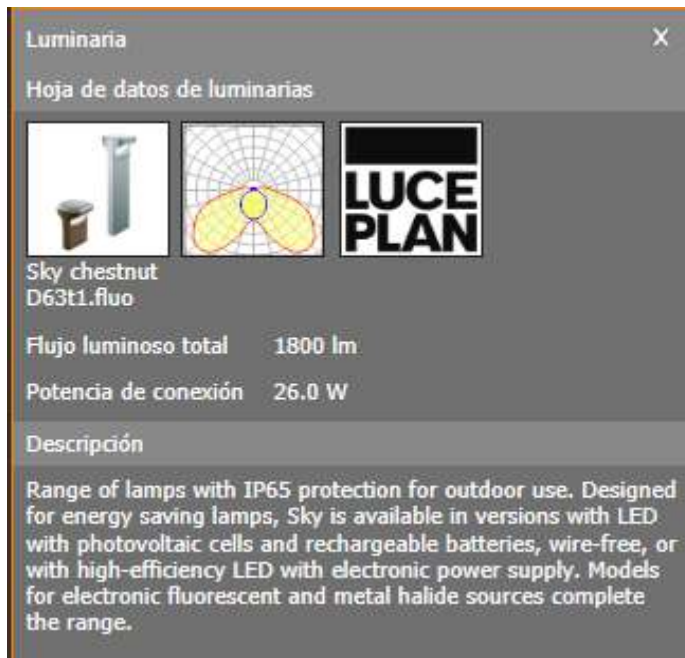 Luminaria X
Hoja de datos de luminarias
LUCE
PLAN
Sky chestnut
D63t1.fluo
Flujo luminoso total 1800 lm
Potencia de conexión 26.0 W
Descripción
Range of lamps with IP65 protection for outdoor use. Designed
for energy saving lamps, Sky is available in versions with LED
with photovoltaic cells and rechargeable batteries, wire-free, or
with high-efficiency LED with electronic power supply. Models
for electronic fluorescent and metal halide sources complete
the range.